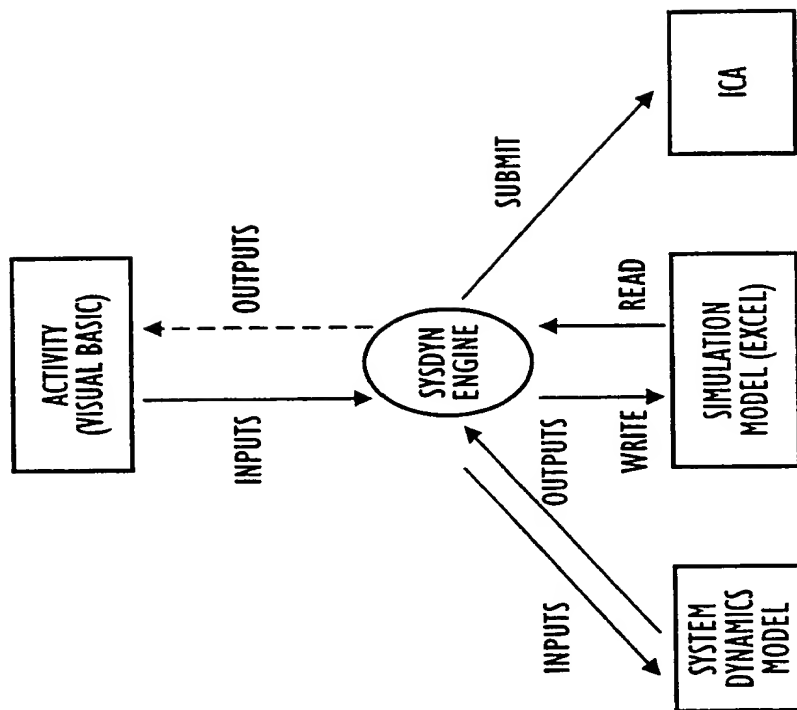 ACTIVITY
(VISUAL BASIC)
INPUTS
OUTPUTS
SYSDYN
ENGINE
SUBMIT
INPUTS
OUTPUTS
WRITE
READ
SYSTEM
DYNAMICS
MODEL
SIMULATION
MODEL (EXCEL)
ICA